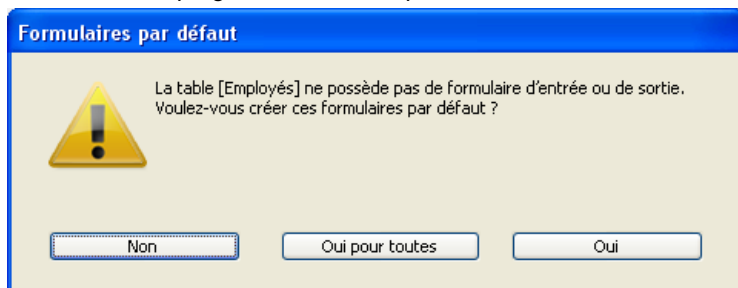 Formulaires par défaut
La table [Employés] ne possède pas de formulaire d'entrée ou de sortie.
Voulez-vous créer ces formulaires par défaut ?
Non
Oui pour toutes
Oui